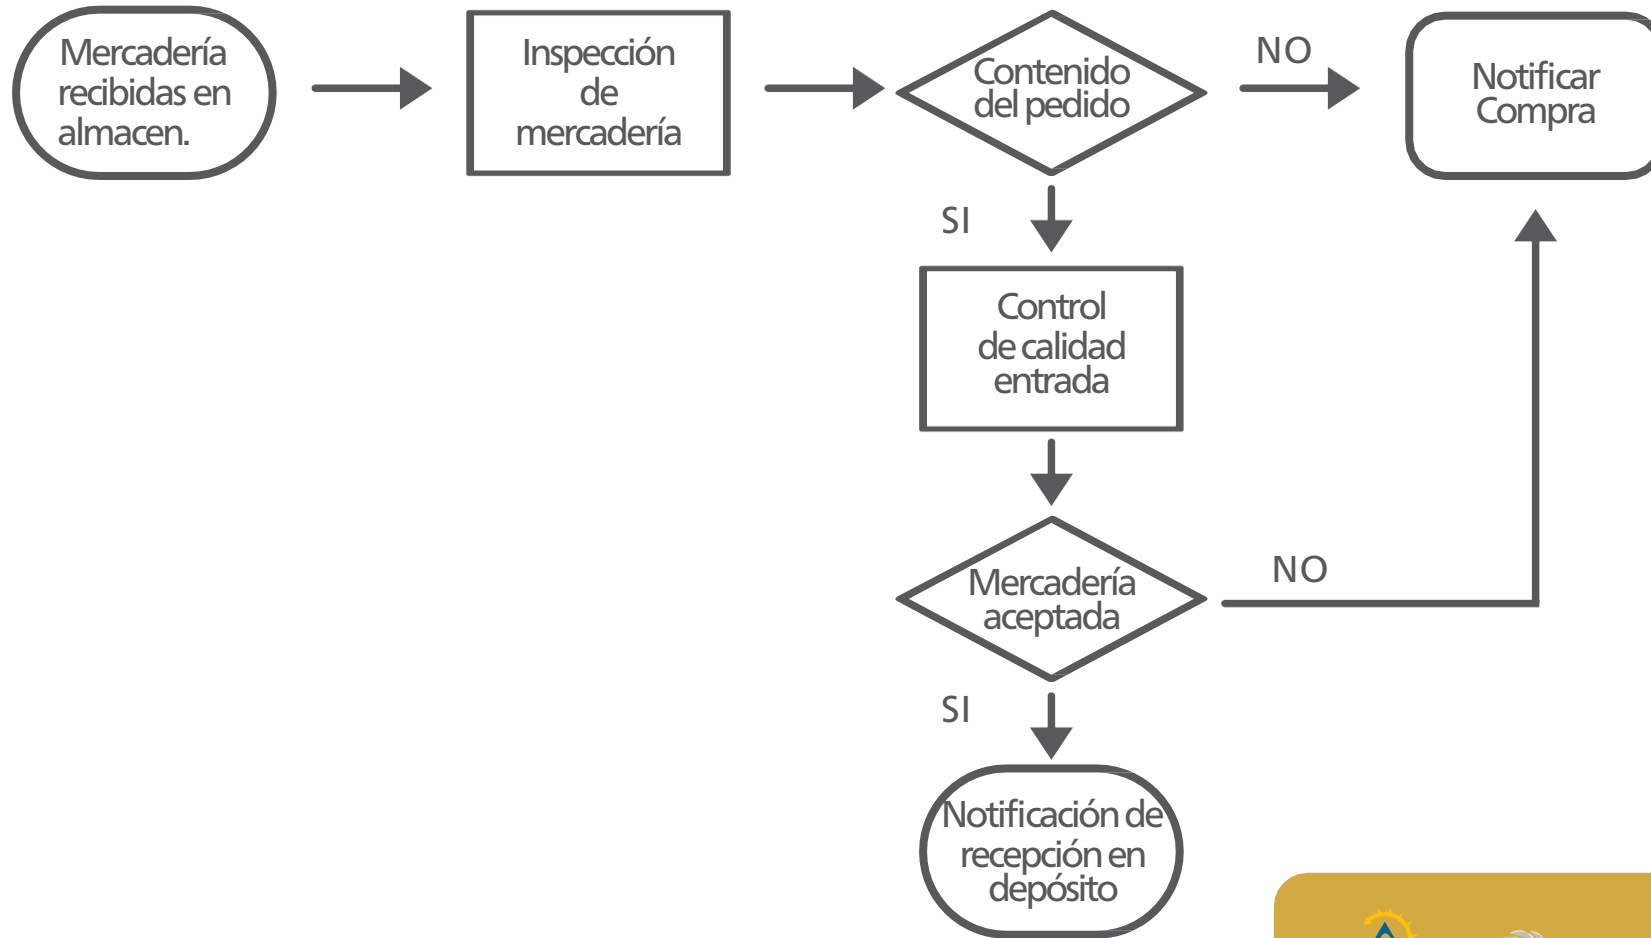 Mercadería
recibidas en
almacen.
Inspección
de
mercadería
Contenido
del pedido
NO
Notificar
Compra
SI
Control
de calidad
entrada
Mercadería
aceptada
NO
SI
Notificación de
recepción en
depósito